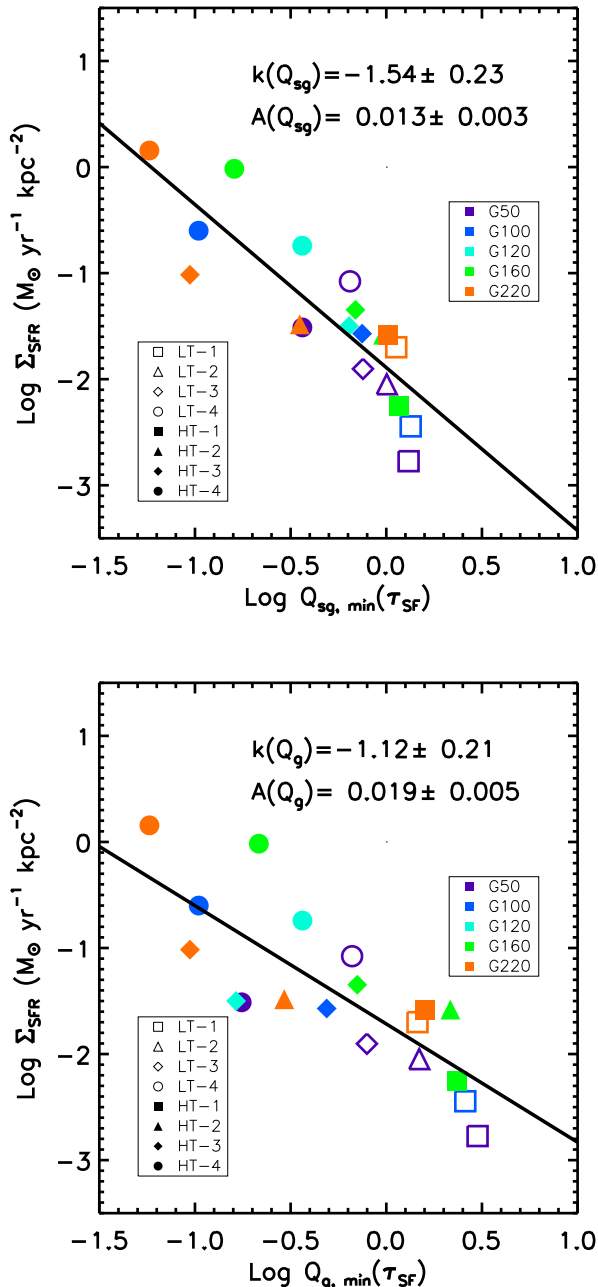 k(Q_sg)=−1.54± 0.23
A(Q_sg)= 0.013± 0.003
1
0
−1
−2
−3
Log Σ_SFR (M_⊙ yr⁻¹ kpc⁻²)
G50
G100
G120
G160
G220
LT−1
LT−2
LT−3
LT−4
HT−1
HT−2
HT−3
HT−4
−1.5 −1.0 −0.5 0.0 0.5 1.0
Log Q_sg, min(τ_SF)
k(Q_g)=−1.12± 0.21
A(Q_g)= 0.019± 0.005
1
0
−1
−2
−3
Log Σ_SFR (M_⊙ yr⁻¹ kpc⁻²)
G50
G100
G120
G160
G220
LT−1
LT−2
LT−3
LT−4
HT−1
HT−2
HT−3
HT−4
−1.5 −1.0 −0.5 0.0 0.5 1.0
Log Q_g, min(τ_SF)